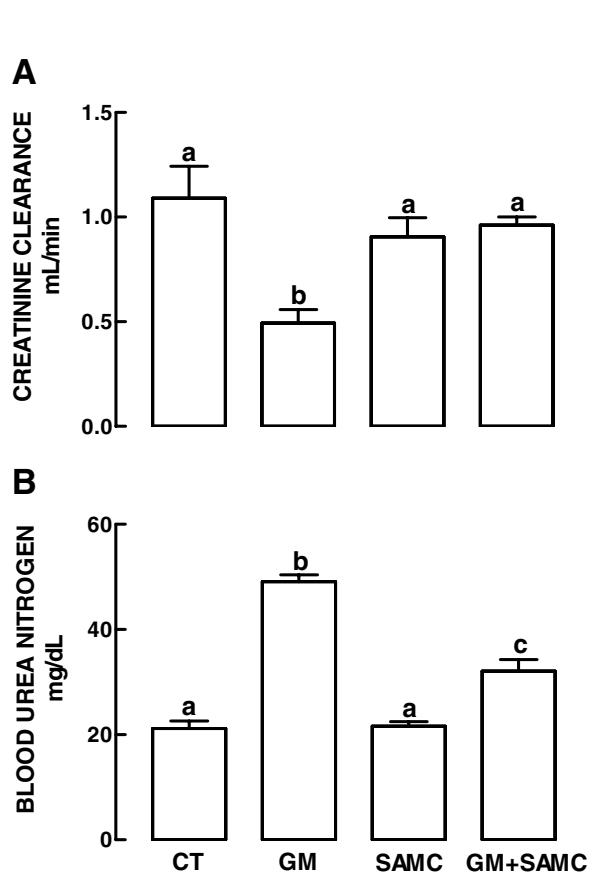 A
CREATININE CLEARANCE
mL/min
1.5
1.0
0.5
0.0
a
b
a
a
B
BLOOD UREA NITROGEN
mg/dL
60
40
20
0
a
b
a
c
CT GM SAMC GM+SAMC